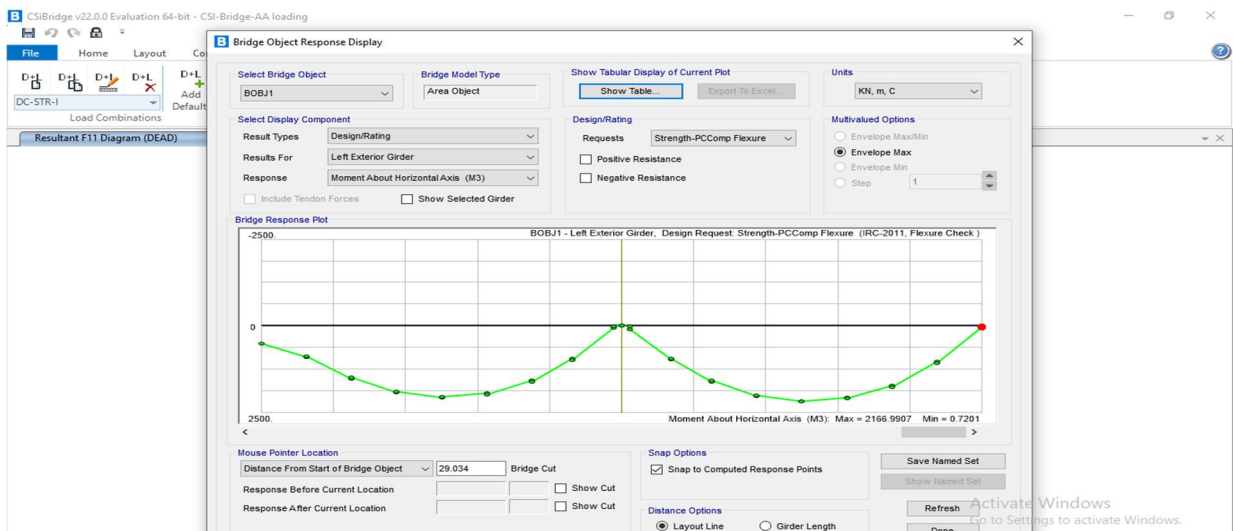 CSiBridge v22.0.0 Evaluation 64-bit - CSI-Bridge-AA loading
File Home Layout Co
D+L D+L D+L D+L D+L
Add
Default
DC-STR-I
Load Combinations
Resultant F11 Diagram (DEAD)
Bridge Object Response Display
Select Bridge Object
BOBJ1
Bridge Model Type
Area Object
Show Tabular Display of Current Plot
Show Table...
Export To Excel...
Units
KN, m, C
Select Display Component
Result Types Design/Rating
Results For Left Exterior Girder
Response Moment About Horizontal Axis (M3)
Include Tendon Forces Show Selected Girder
Design/Rating
Requests Strength-PCComp Flexure
Positive Resistance
Negative Resistance
Multivalued Options
Envelope Max/Min
Envelope Max
Envelope Min
Step 1
Bridge Response Plot
-2500. BOBJ1 - Left Exterior Girder, Design Request: Strength-PCComp Flexure (IRC-2011, Flexure Check )
0
2500. Moment About Horizontal Axis (M3): Max = 2166.9907 Min = 0.7201
Mouse Pointer Location
Distance From Start of Bridge Object 29.034 Bridge Cut
Response Before Current Location Show Cut
Response After Current Location Show Cut
Snap Options
Snap to Computed Response Points
Distance Options
Layout Line Girder Length
Save Named Set
Show Named Set
Refresh
Done
Activate Windows
Go to Settings to activate Windows.